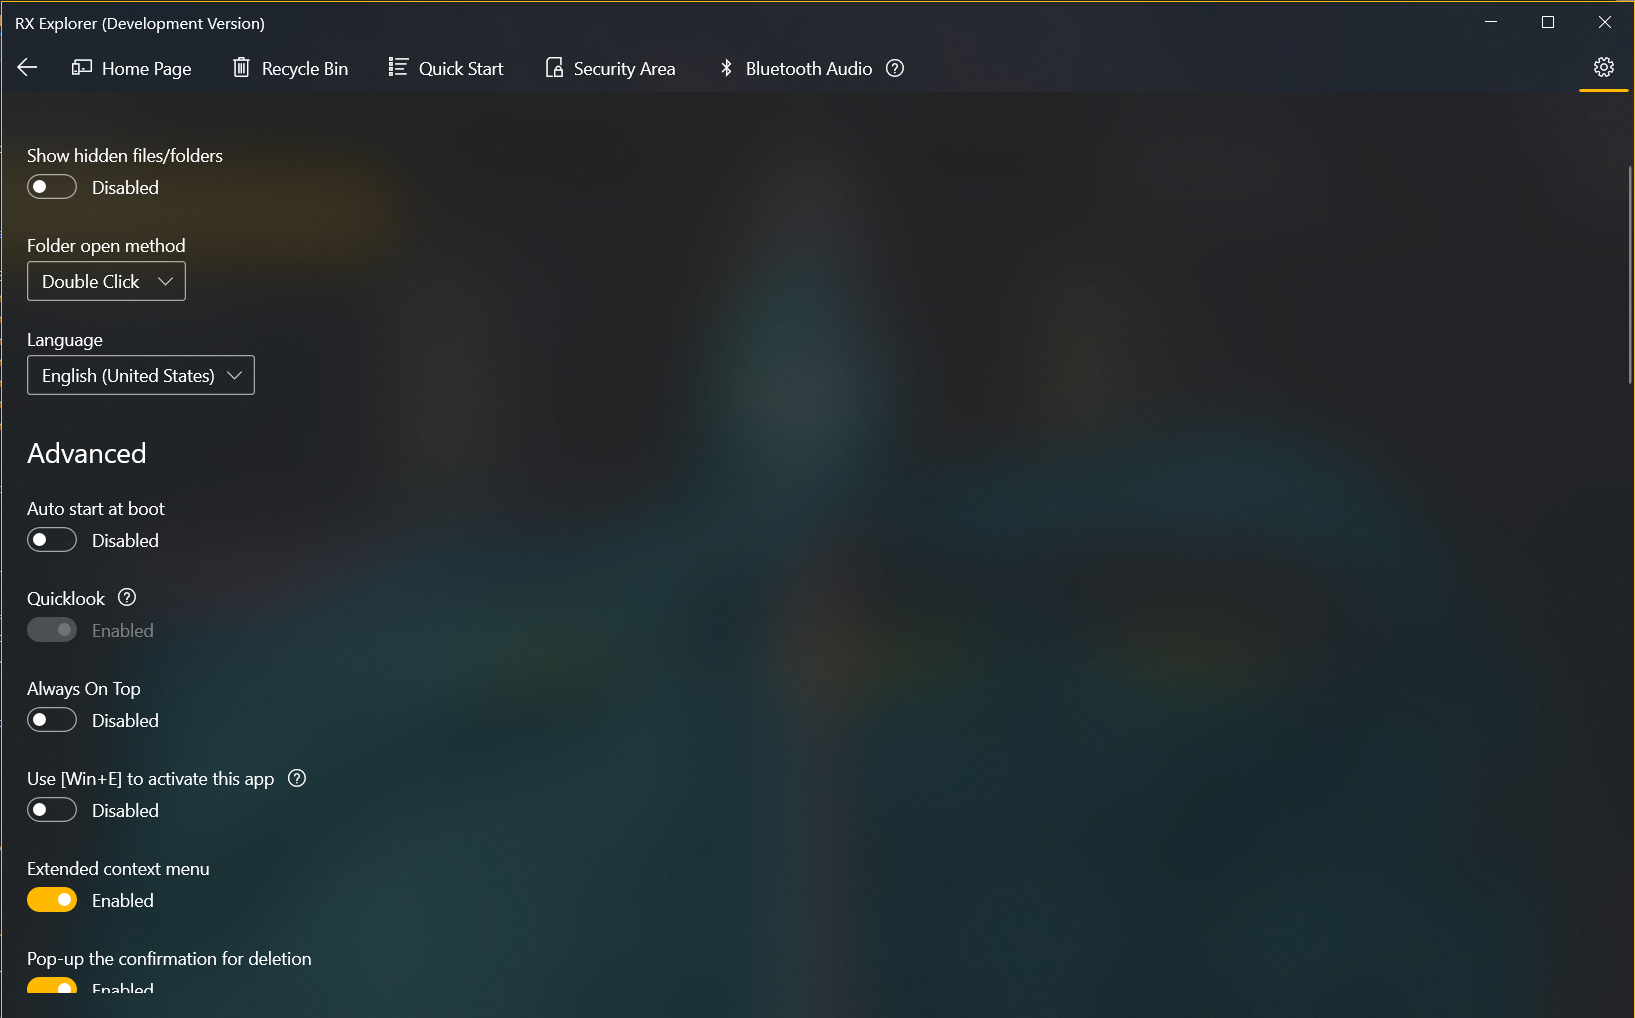 RX Explorer (Development Version)
Home Page Recycle Bin Quick Start Security Area Bluetooth Audio
Show hidden files/folders
Disabled
Folder open method
Double Click
Language
English (United States)
Advanced
Auto start at boot
Disabled
Quicklook
Enabled
Always On Top
Disabled
Use [Win+E] to activate this app
Disabled
Extended context menu
Enabled
Pop-up the confirmation for deletion
Enabled